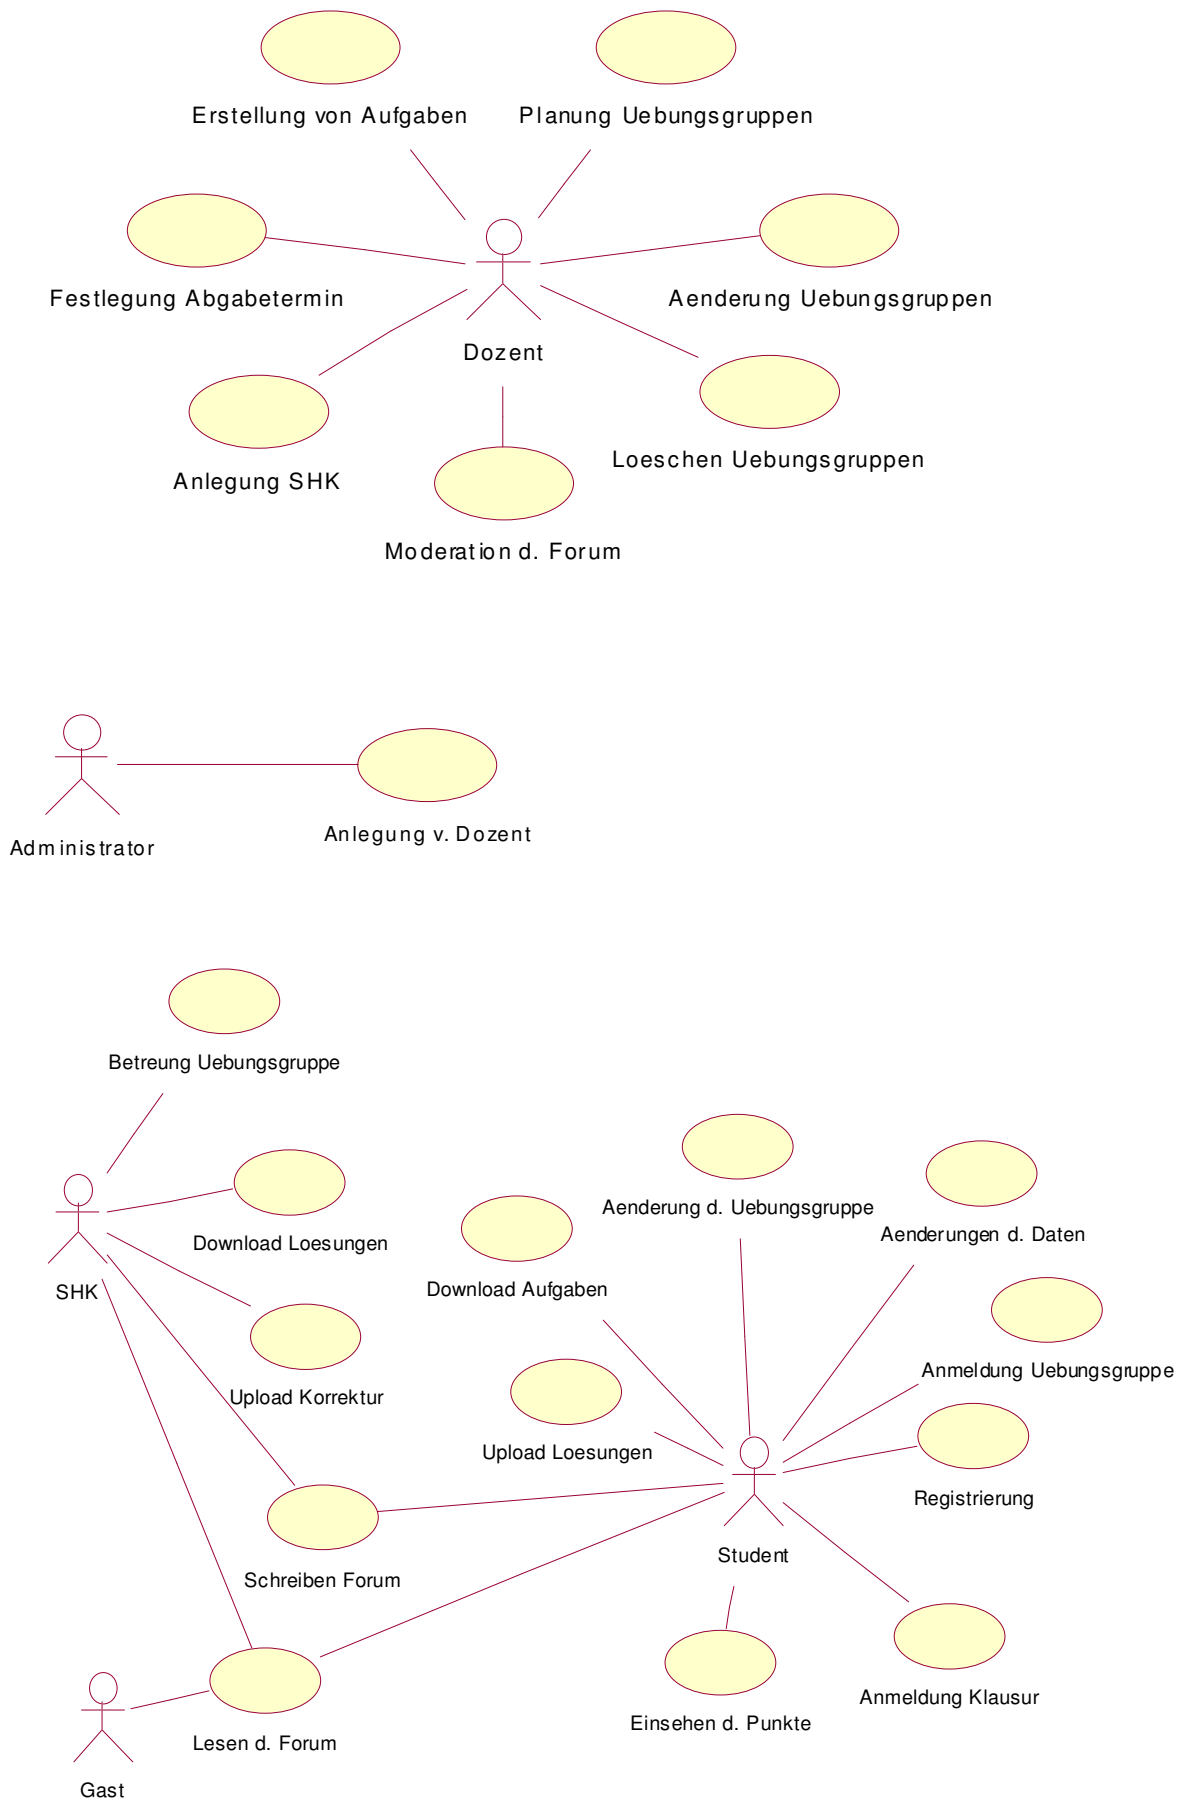 Erstellung von Aufgaben
Planung Uebungsgruppen
Festlegung Abgabetermin
Aenderung Uebungsgruppen
Dozent
Loeschen Uebungsgruppen
Anlegung SHK
Moderation d. Forum
Anlegung v. Dozent
Administrator
Betreung Uebungsgruppe
Aenderung d. Uebungsgruppe
Aenderungen d. Daten
Download Loesungen
Download Aufgaben
SHK
Anmeldung Uebungsgruppe
Upload Korrektur
Upload Loesungen
Registrierung
Student
Schreiben Forum
Anmeldung Klausur
Einsehen d. Punkte
Lesen d. Forum
Gast